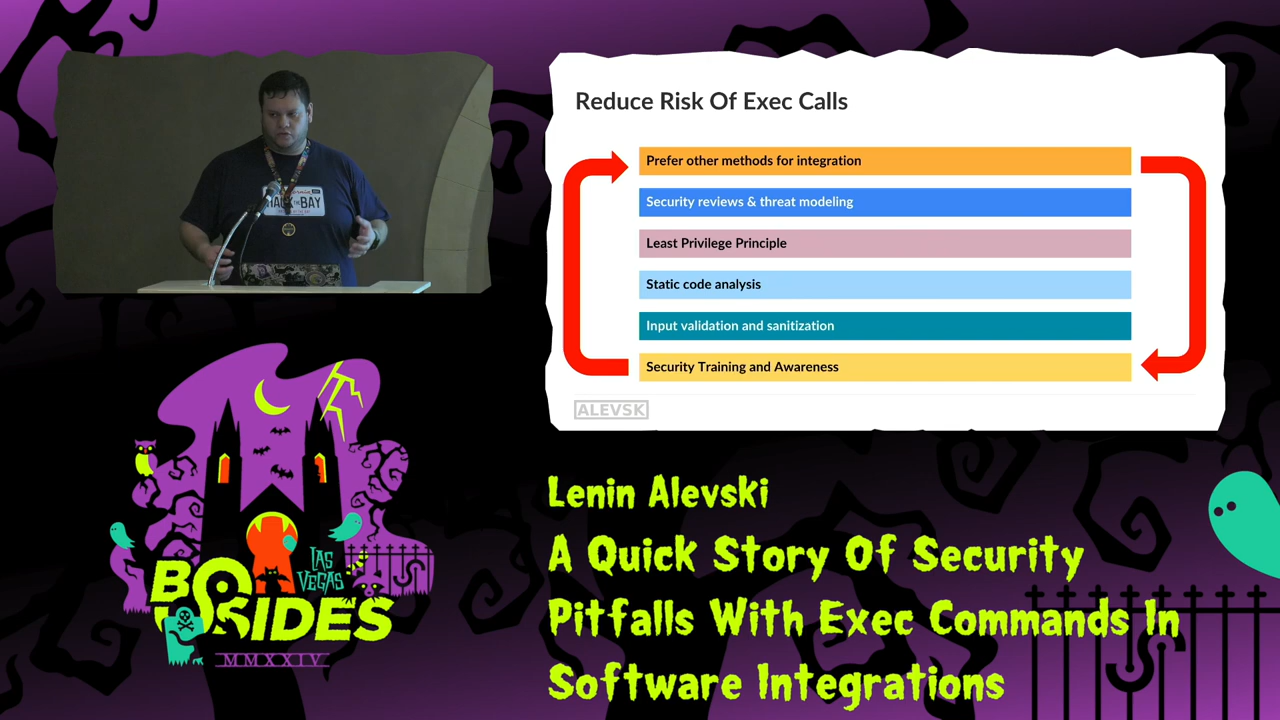 Reduce Risk Of Exec Calls
Prefer other methods for integration
Security reviews & threat modeling
Least Privilege Principle
Static code analysis
Input validation and sanitization
Security Training and Awareness
ALEVSK
HACK THE BAY
LAS
VEGAS
BSIDES
MMXXIV
Lenin Alevski
A Quick Story Of Security
Pitfalls With Exec Commands In
Software Integrations